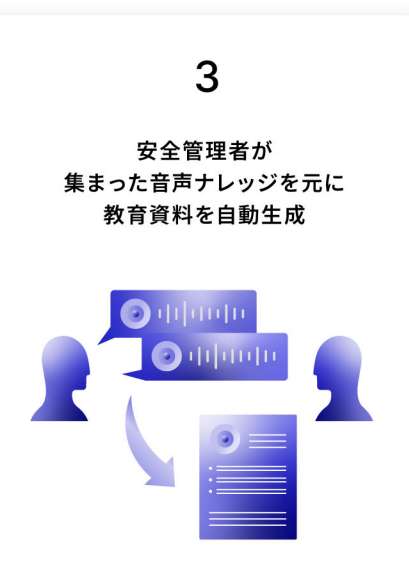 3
安全管理者が
集まった音声ナレッジを元に
教育資料を自動生成